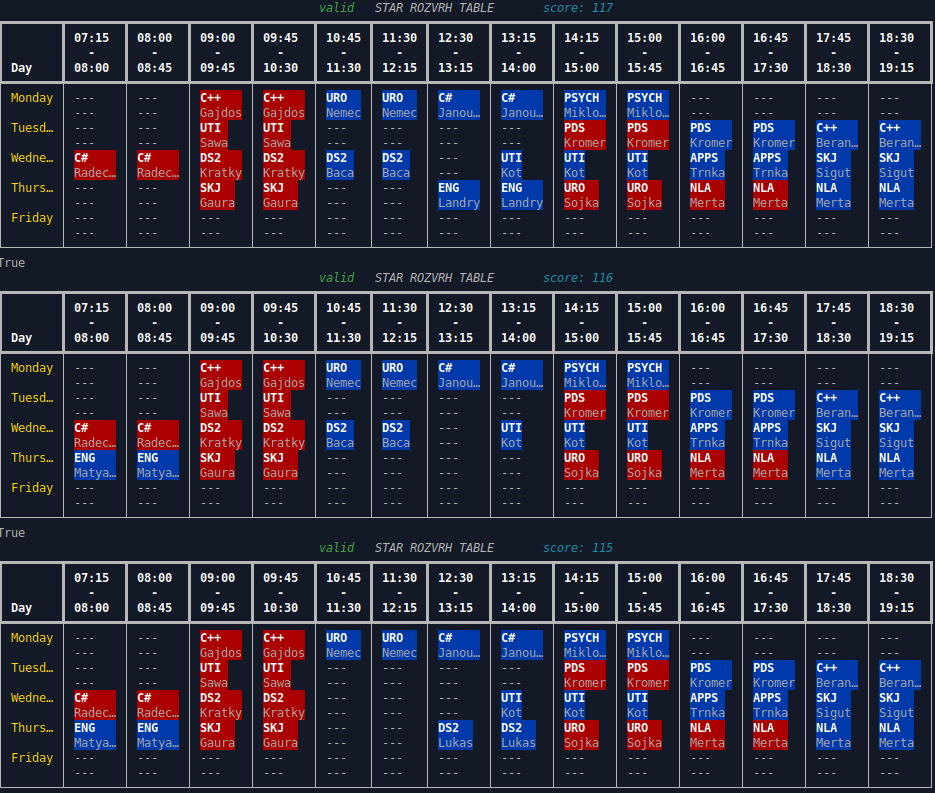 valid STAR ROZVRH TABLE score: 117
07:15 08:00 09:00 09:45 10:45 11:30 12:30 13:15 14:15 15:00 16:00 16:45 17:45 18:30
- - - - - - - - - - - - - -
Day 08:00 08:45 09:45 10:30 11:30 12:15 13:15 14:00 15:00 15:45 16:45 17:30 18:30 19:15
Monday --- --- C++ C++ URO URO C# C# PSYCH PSYCH --- --- --- ---
--- --- Gajdos Gajdos Nemec Nemec Janou… Janou… Miklo… Miklo… --- --- --- ---
Tuesd… --- --- UTI UTI --- --- --- --- PDS PDS PDS PDS C++ C++
--- --- Sawa Sawa --- --- --- --- Kromer Kromer Kromer Kromer Beran… Beran…
Wedne… C# C# DS2 DS2 DS2 DS2 --- UTI UTI UTI APPS APPS SKJ SKJ
Radec… Radec… Kratky Kratky Baca Baca --- Kot Kot Kot Trnka Trnka Sigut Sigut
Thurs… --- --- SKJ SKJ --- --- ENG ENG URO URO NLA NLA NLA NLA
--- --- Gaura Gaura --- --- Landry Landry Sojka Sojka Merta Merta Merta Merta
Friday --- --- --- --- --- --- --- --- --- --- --- --- --- ---
--- --- --- --- --- --- --- --- --- --- --- --- --- ---
True
valid STAR ROZVRH TABLE score: 116
07:15 08:00 09:00 09:45 10:45 11:30 12:30 13:15 14:15 15:00 16:00 16:45 17:45 18:30
- - - - - - - - - - - - - -
Day 08:00 08:45 09:45 10:30 11:30 12:15 13:15 14:00 15:00 15:45 16:45 17:30 18:30 19:15
Monday --- --- C++ C++ URO URO C# C# PSYCH PSYCH --- --- --- ---
--- --- Gajdos Gajdos Nemec Nemec Janou… Janou… Miklo… Miklo… --- --- --- ---
Tuesd… --- --- UTI UTI --- --- --- --- PDS PDS PDS PDS C++ C++
--- --- Sawa Sawa --- --- --- --- Kromer Kromer Kromer Kromer Beran… Beran…
Wedne… C# C# DS2 DS2 DS2 DS2 --- UTI UTI UTI APPS APPS SKJ SKJ
Radec… Radec… Kratky Kratky Baca Baca --- Kot Kot Kot Trnka Trnka Sigut Sigut
Thurs… ENG ENG SKJ SKJ --- --- --- --- URO URO NLA NLA NLA NLA
Matya… Matya… Gaura Gaura --- --- --- --- Sojka Sojka Merta Merta Merta Merta
Friday --- --- --- --- --- --- --- --- --- --- --- --- --- ---
--- --- --- --- --- --- --- --- --- --- --- --- --- ---
True
valid STAR ROZVRH TABLE score: 115
07:15 08:00 09:00 09:45 10:45 11:30 12:30 13:15 14:15 15:00 16:00 16:45 17:45 18:30
- - - - - - - - - - - - - -
Day 08:00 08:45 09:45 10:30 11:30 12:15 13:15 14:00 15:00 15:45 16:45 17:30 18:30 19:15
Monday --- --- C++ C++ URO URO C# C# PSYCH PSYCH --- --- --- ---
--- --- Gajdos Gajdos Nemec Nemec Janou… Janou… Miklo… Miklo… --- --- --- ---
Tuesd… --- --- UTI UTI --- --- --- --- PDS PDS PDS PDS C++ C++
--- --- Sawa Sawa --- --- --- --- Kromer Kromer Kromer Kromer Beran… Beran…
Wedne… C# C# DS2 DS2 --- --- --- UTI UTI UTI APPS APPS SKJ SKJ
Radec… Radec… Kratky Kratky --- --- --- Kot Kot Kot Trnka Trnka Sigut Sigut
Thurs… ENG ENG SKJ SKJ --- --- DS2 DS2 URO URO NLA NLA NLA NLA
Matya… Matya… Gaura Gaura --- --- Lukas Lukas Sojka Sojka Merta Merta Merta Merta
Friday --- --- --- --- --- --- --- --- --- --- --- --- --- ---
--- --- --- --- --- --- --- --- --- --- --- --- --- ---